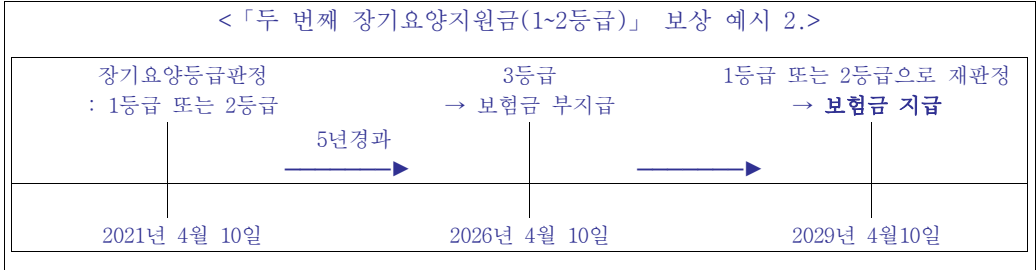 <「두 번째 장기요양지원금(1~2등급)」 보상 예시 2.>
장기요양등급판정
: 1등급 또는 2등급
3등급
→ 보험금 부지급
1등급 또는 2등급으로 재판정
→ 보험금 지급
5년경과
2021년 4월 10일
2026년 4월 10일
2029년 4월10일